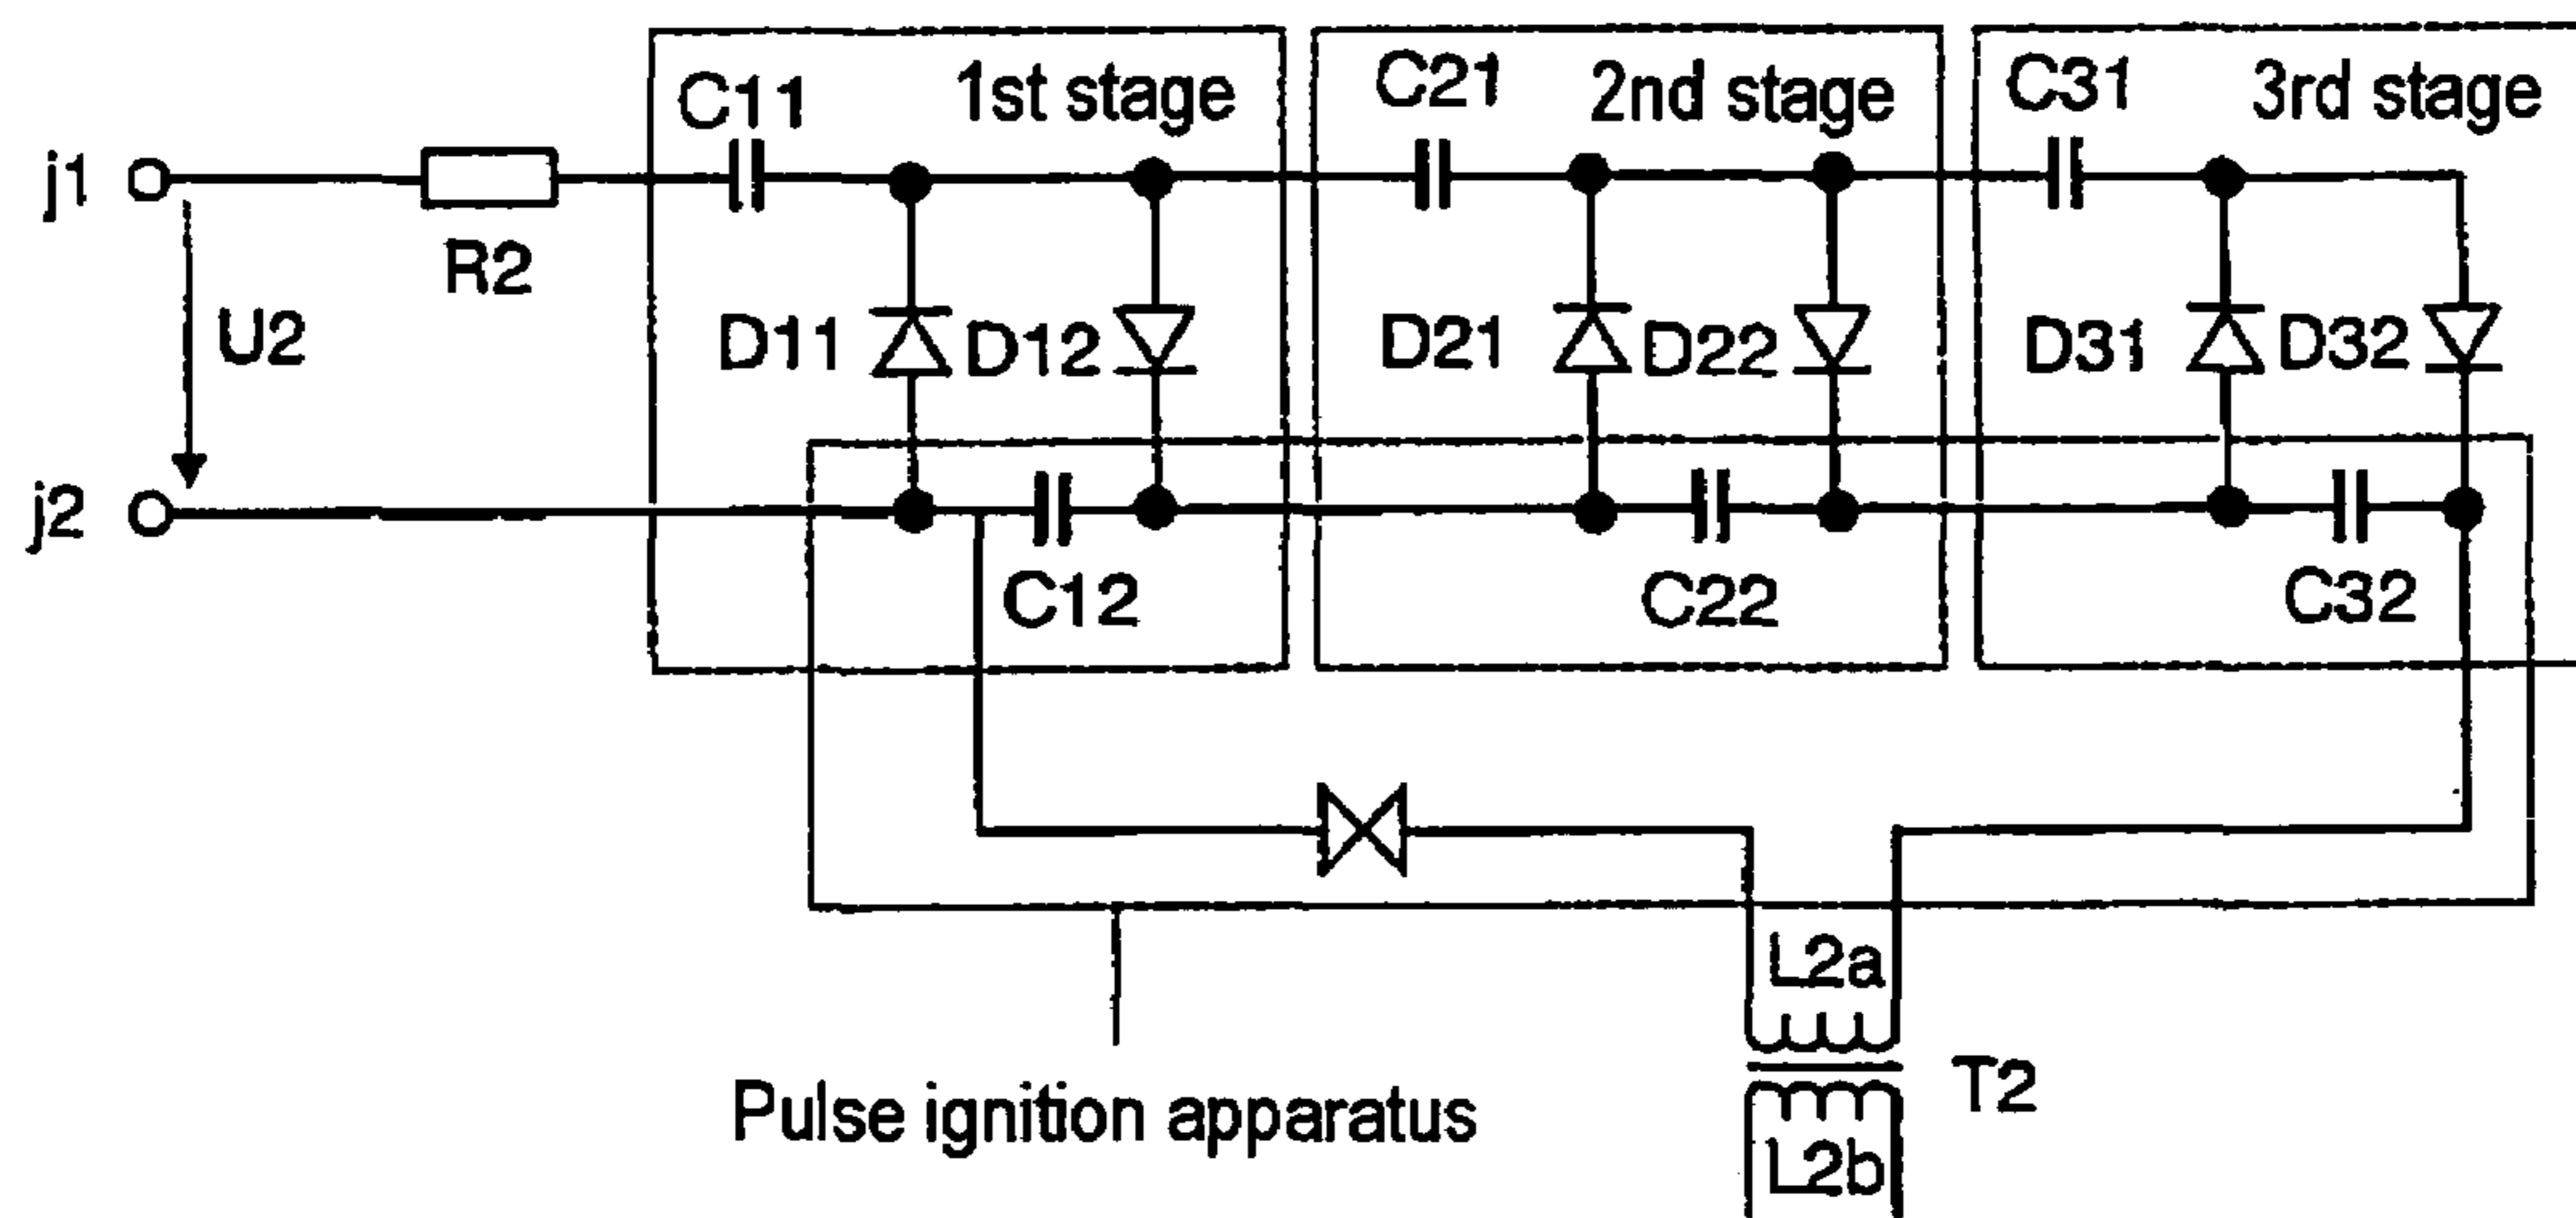 C11 1st stage
C21 2nd stage
C31 3rd stage
j1
R2
U2
D11 D12
D21 D22
D31 D32
j2
C12
C22
C32
L2a
T2
L2b
Pulse ignition apparatus